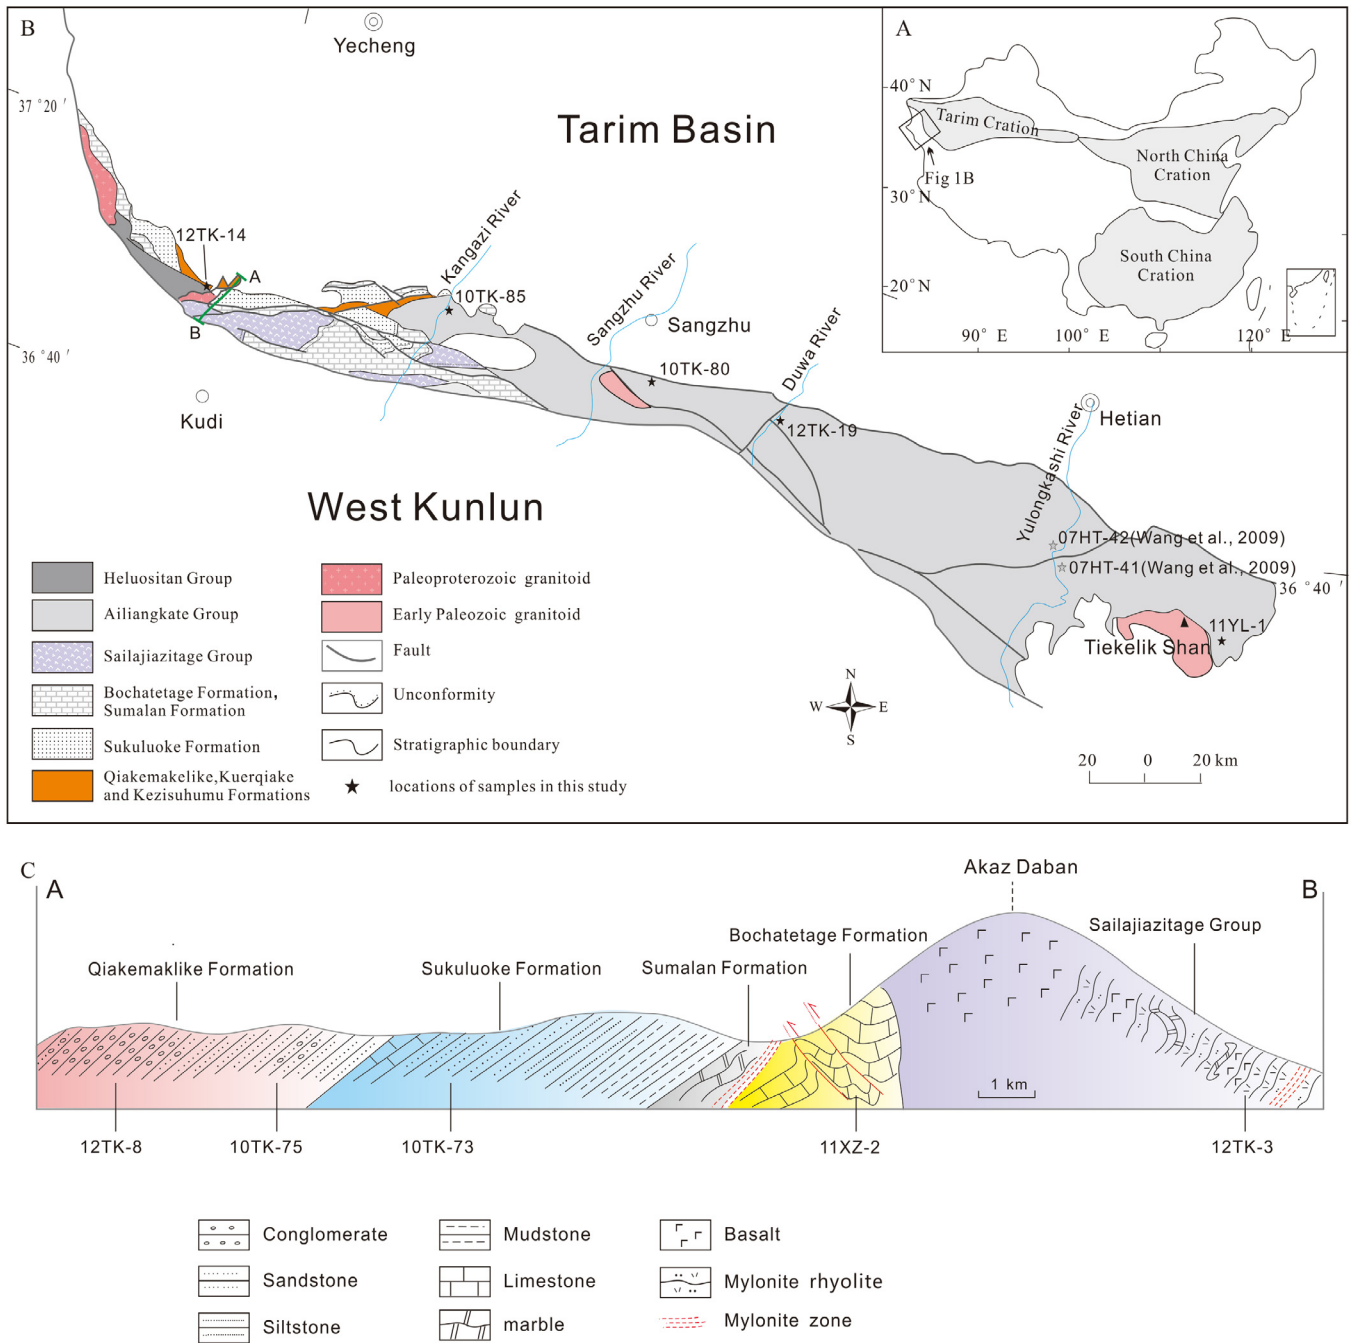 B
Yecheng
37°20′
Tarim Basin
A
40°N
Tarim Cration
North China
Cration
Fig 1B
30°N
South China
Cration
20°N
90°E
100°E
120°E
12TK-14
A
B
Kangazi River
10TK-85
Sangzhu River
Sangzhu
36°40′
10TK-80
Duwa River
Kudi
12TK-19
Hetian
Yulongkashi River
West Kunlun
07HT-42(Wang et al., 2009)
07HT-41(Wang et al., 2009)
36°40′
11YL-1
Tiekelik Shan
Heluositan Group
Ailiangkate Group
Sailajiazitage Group
Bochatetage Formation,
Sumalan Formation
Sukuluoke Formation
Qiakemakelike,Kuerqiake
and Kezisuhumu Formations
Paleoproterozoic granitoid
Early Paleozoic granitoid
Fault
Unconformity
Stratigraphic boundary
locations of samples in this study
N
W
E
S
20 0 20 km
C
A
B
Akaz Daban
Sailajiazitage Group
Bochatetage Formation
Qiakemaklike Formation
Sukuluoke Formation
Sumalan Formation
1 km
12TK-8
10TK-75
10TK-73
11XZ-2
12TK-3
Conglomerate
Mudstone
Basalt
Sandstone
Limestone
Mylonite rhyolite
Siltstone
marble
Mylonite zone